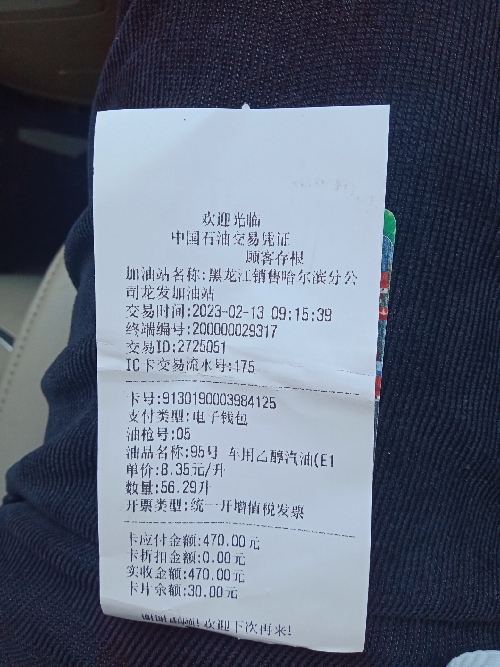 欢迎光临
中国石油交易凭证
顾客存根
加油站名称:黑龙江销售哈尔滨分公
司龙发加油站
交易时间:2023-02-13 09:15:39
终端编号:200000029317
交易ID:2725051
IC卡交易流水号:175
卡号:9130190003984125
支付类型:电子钱包
油枪号:05
油品名称:95号 车用乙醇汽油(E1
单价:8.35元/升
数量:56.29升
开票类型:统一开增值税发票
卡应付金额:470.00元
卡折扣金额:0.00元
实收金额:470.00元
卡片余额:30.00元
欢迎下次再来!